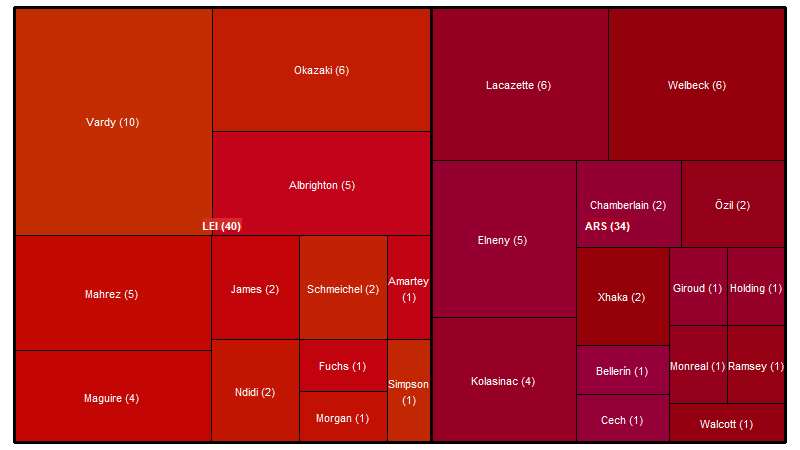 Vardy (10)
Okazaki (6)
Albrighton (5)
LEI (40)
Mahrez (5)
James (2)
Schmeichel (2)
Amartey
(1)
Maguire (4)
Ndidi (2)
Fuchs (1)
Morgan (1)
Simpson
(1)
Lacazette (6)
Welbeck (6)
Elneny (5)
Chamberlain (2)
Özil (2)
ARS (34)
Xhaka (2)
Giroud (1)
Holding (1)
Kolasinac (4)
Bellerín (1)
Monreal (1)
Ramsey (1)
Cech (1)
Walcott (1)